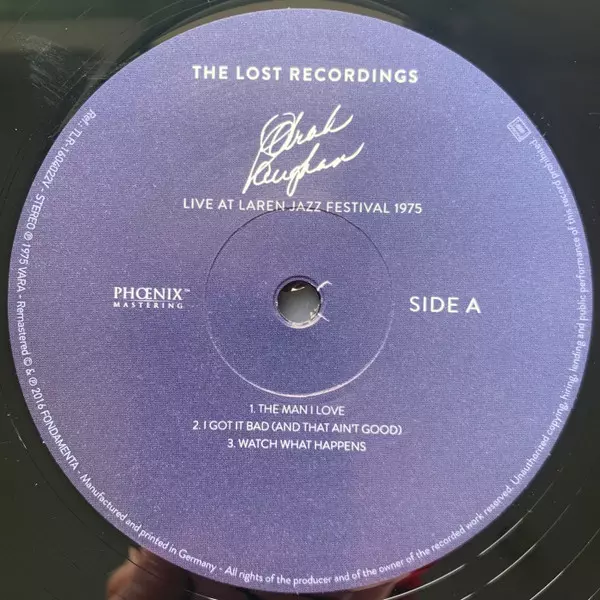 THE LOST RECORDINGS
Sarah
Vaughan
LIVE AT LAREN JAZZ FESTIVAL 1975
PHŒNIX™
MASTERING
SIDE A
1. THE MAN I LOVE
2. I GOT IT BAD (AND THAT AIN'T GOOD)
3. WATCH WHAT HAPPENS
Ref.: TLR-1604022V - STEREO ℗ 1975 VARA - Remastered © & ℗ 2016 FONDAMENTA - Manufactured and printed in Germany - All rights of the producer and of the owner of the recorded work reserved. Unauthorised copying, hiring, lending and public performance of this record prohibited